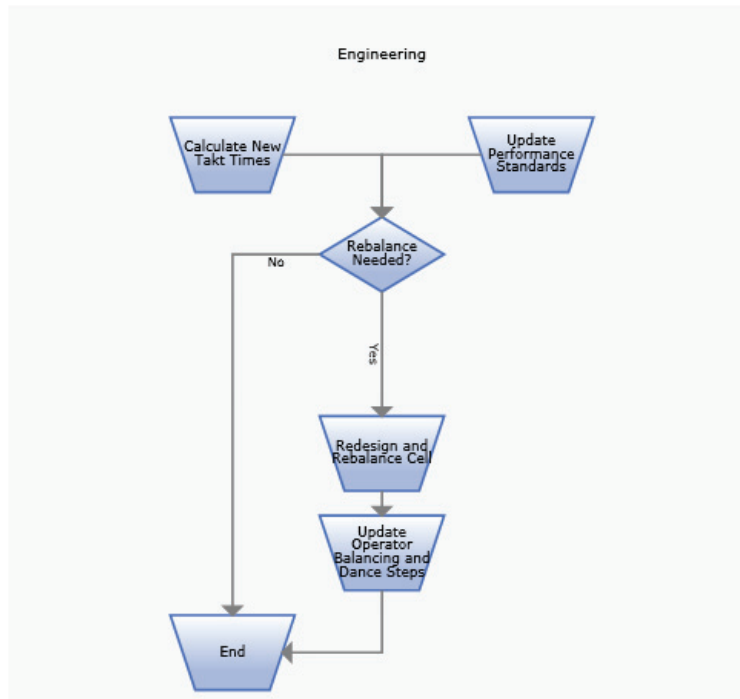 Engineering
Calculate New
Takt Times
Update
Performance
Standards
Rebalance
Needed?
No
Yes
Redesign and
Rebalance Cell
Update
Operator
Balancing and
Dance Steps
End